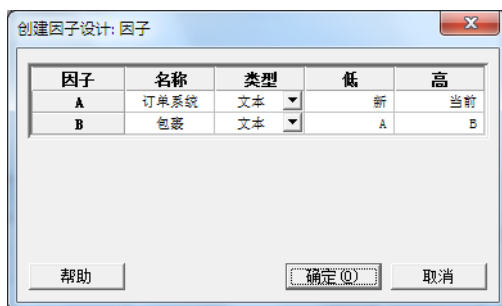 创建因子设计: 因子
因子 名称 类型 低 高
A 订单系统 文本 新 当前
B 包裹 文本 A B
帮助 确定(O) 取消